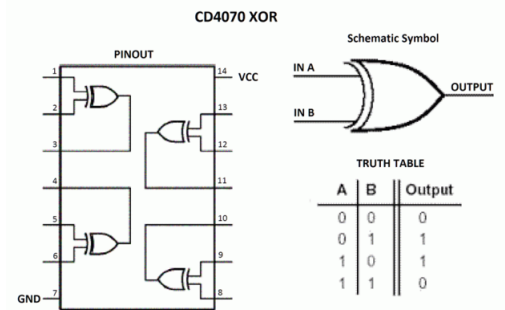 CD4070 XOR
PINOUT
1
2
3
4
5
6
GND 7
14 VCC
13
12
11
10
9
8
Schematic Symbol
IN A
IN B
OUTPUT
TRUTH TABLE
A B Output
0 0 0
0 1 1
1 0 1
1 1 0